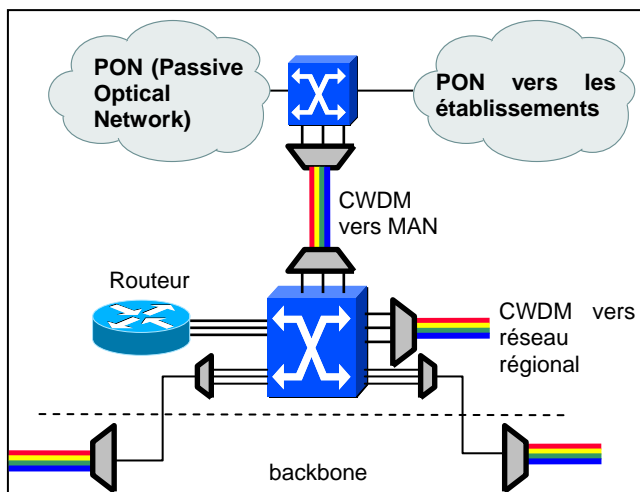 PON (Passive
Optical
Network)
PON vers les
établissements
CWDM
vers MAN
Routeur
CWDM vers
réseau
régional
backbone